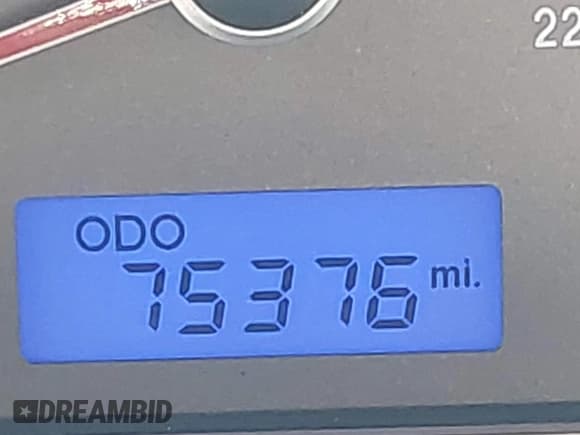 22
ODO
75376 mi.
DREAMBID